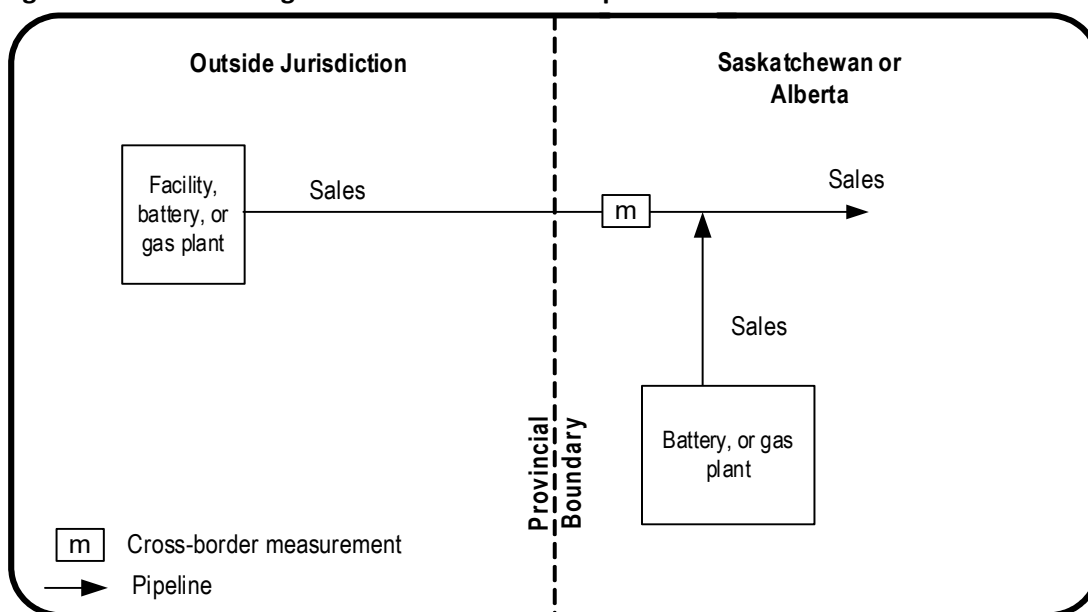 Outside Jurisdiction
Saskatchewan or
Alberta
Facility,
battery, or
gas plant
Sales
m
Sales
Sales
Battery, or gas
plant
Provincial
Boundary
m Cross-border measurement
Pipeline